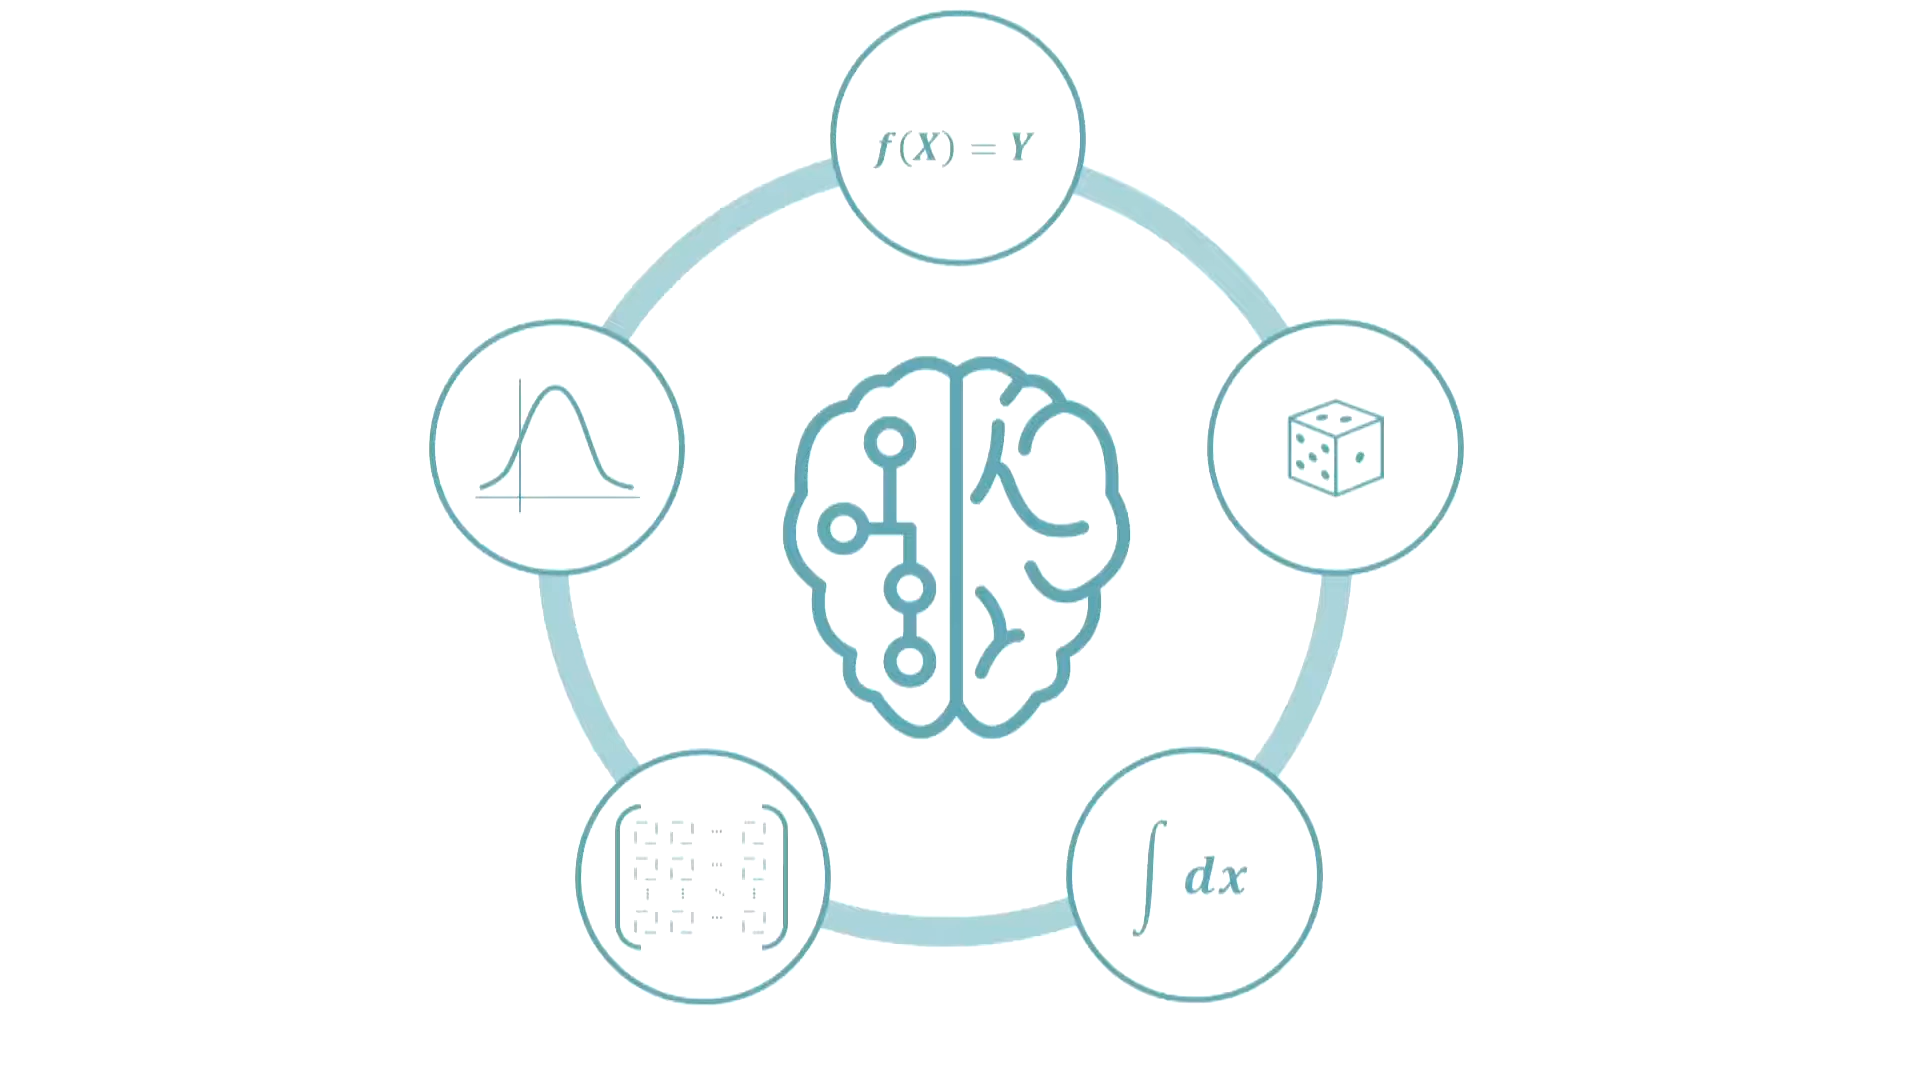 f(X) = Y
∫ dx